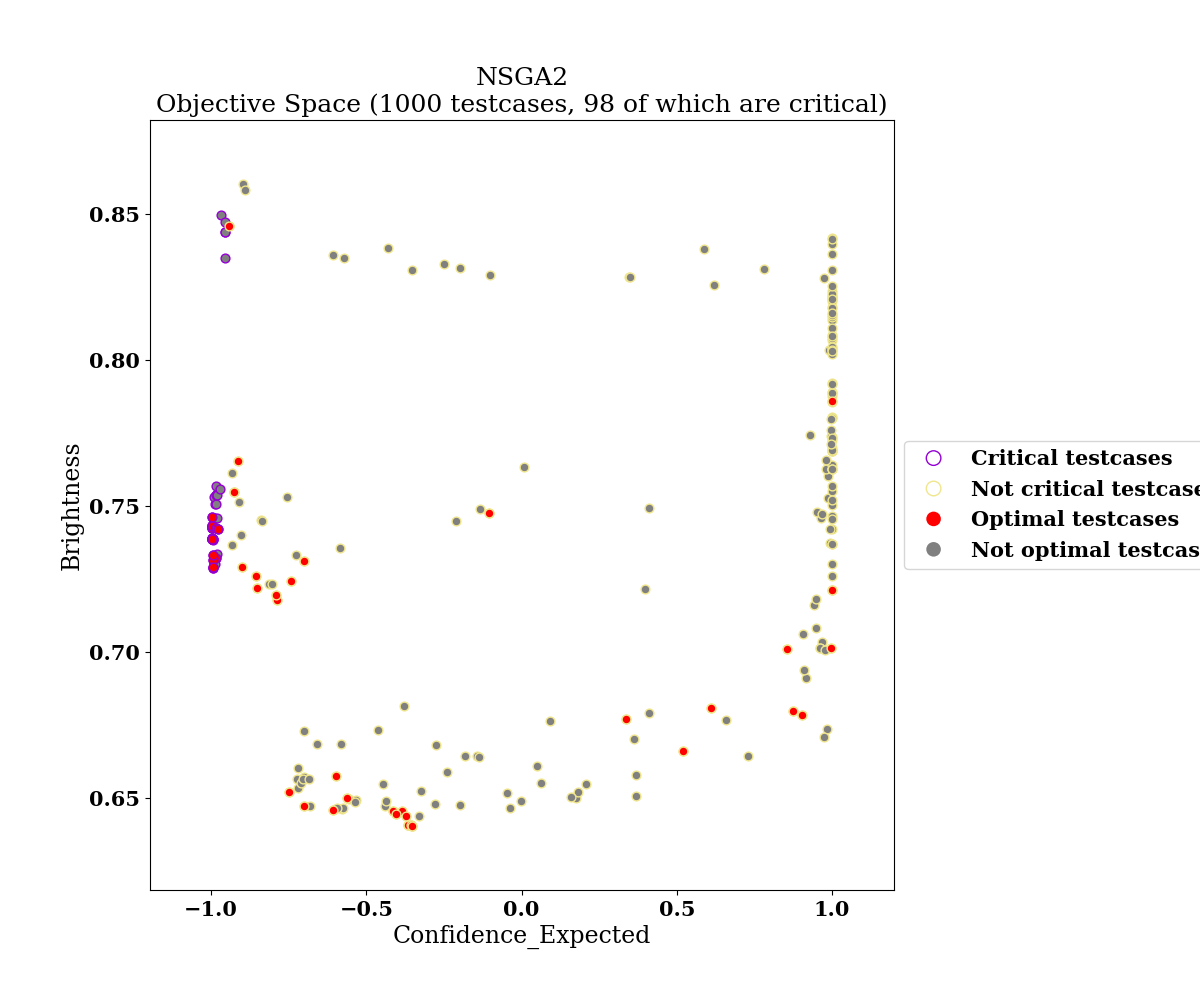 NSGA2
Objective Space (1000 testcases, 98 of which are critical)
0.85
0.80
0.75
0.70
0.65
Brightness
−1.0 −0.5 0.0 0.5 1.0
Confidence_Expected
Critical testcases
Not critical testcase
Optimal testcases
Not optimal testcas